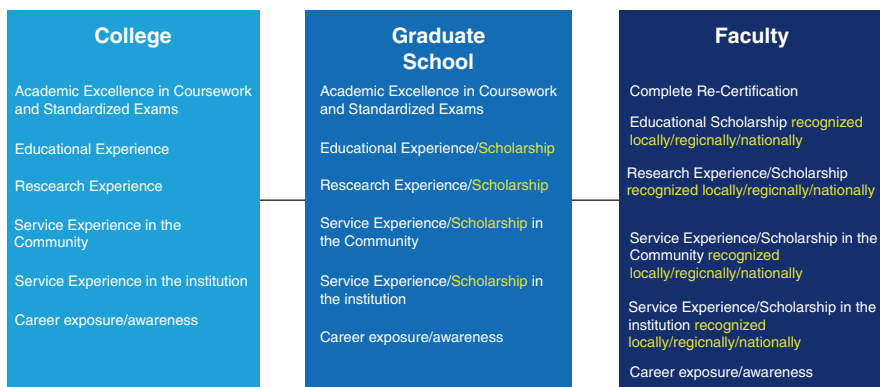 College
Academic Excellence in Coursework
and Standardized Exams
Educational Experience
Rescearch Experience
Service Experience in the
Community
Service Experience in the institution
Career exposure/awareness
Graduate
School
Academic Excellence in Coursework
and Standardized Exams
Educational Experience/Scholarship
Rescearch Experience/Scholarship
Service Experience/Scholarship in
the Community
Service Experience/Scholarship in
the institution
Career exposure/awareness
Faculty
Complete Re-Certification
Educational Scholarship recognized
locally/regicnally/nationally
Research Experience/Scholarship
recognized locally/regicnally/nationally
Service Experience/Scholarship in the
Community recognized
locally/regicnally/nationally
Service Experience/Scholarship in the
institution recognized
locally/regicnally/nationally
Career exposure/awareness